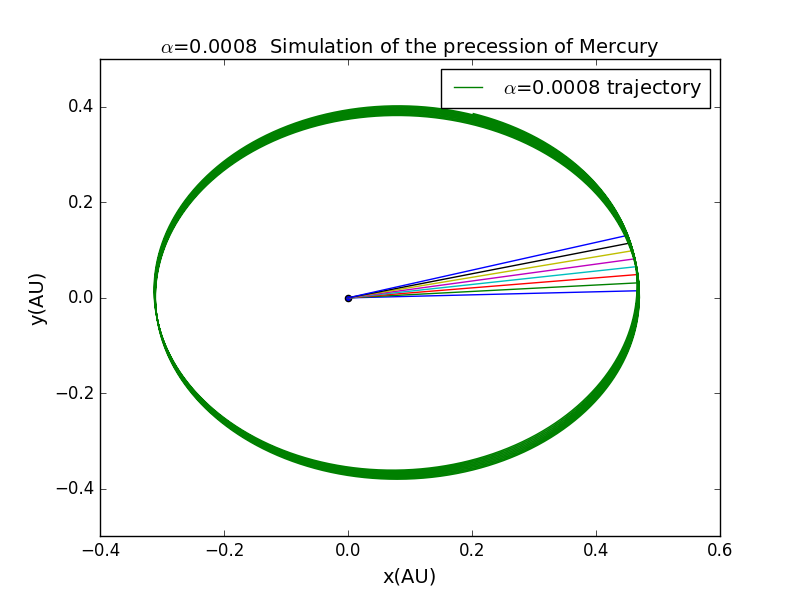 α=0.0008  Simulation of the precession of Mercury
α=0.0008 trajectory
0.4
0.2
0.0
−0.2
−0.4
−0.4
−0.2
0.0
0.2
0.4
0.6
x(AU)
y(AU)